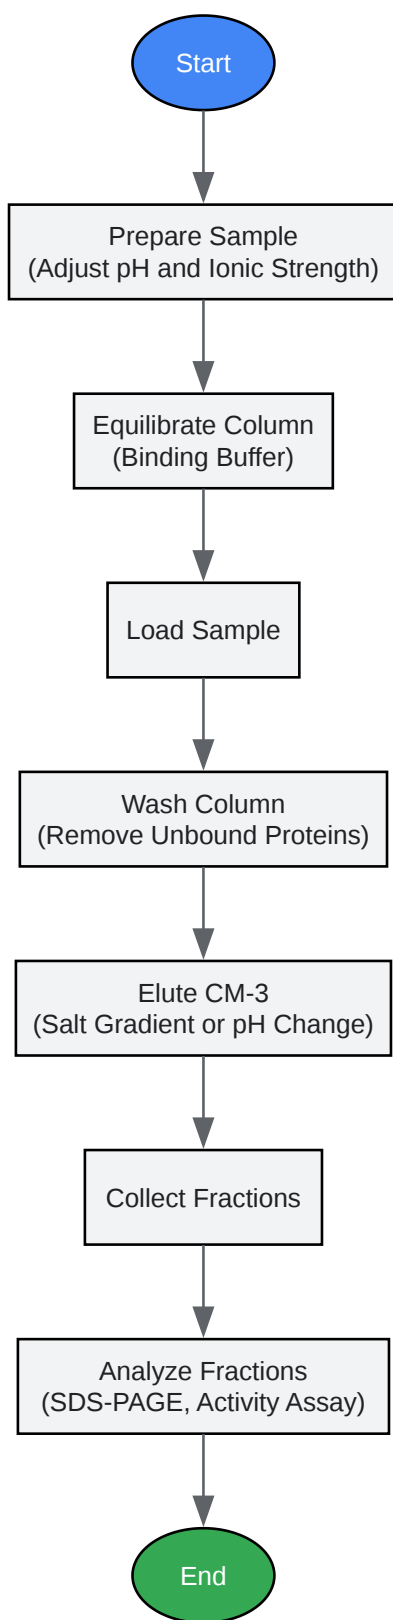 Start
Prepare Sample
(Adjust pH and Ionic Strength)
Equilibrate Column
(Binding Buffer)
Load Sample
Wash Column
(Remove Unbound Proteins)
Elute CM-3
(Salt Gradient or pH Change)
Collect Fractions
Analyze Fractions
(SDS-PAGE, Activity Assay)
End